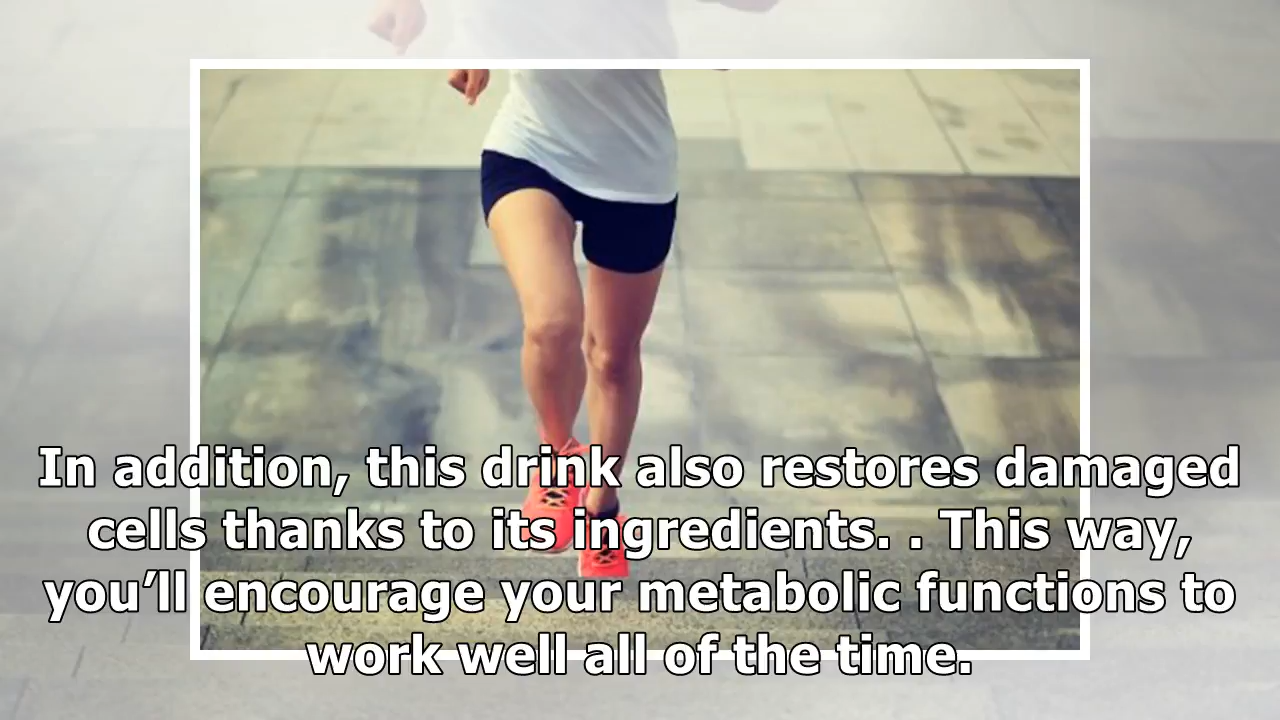 In addition, this drink also restores damaged
cells thanks to its ingredients. . This way,
you’ll encourage your metabolic functions to
work well all of the time.